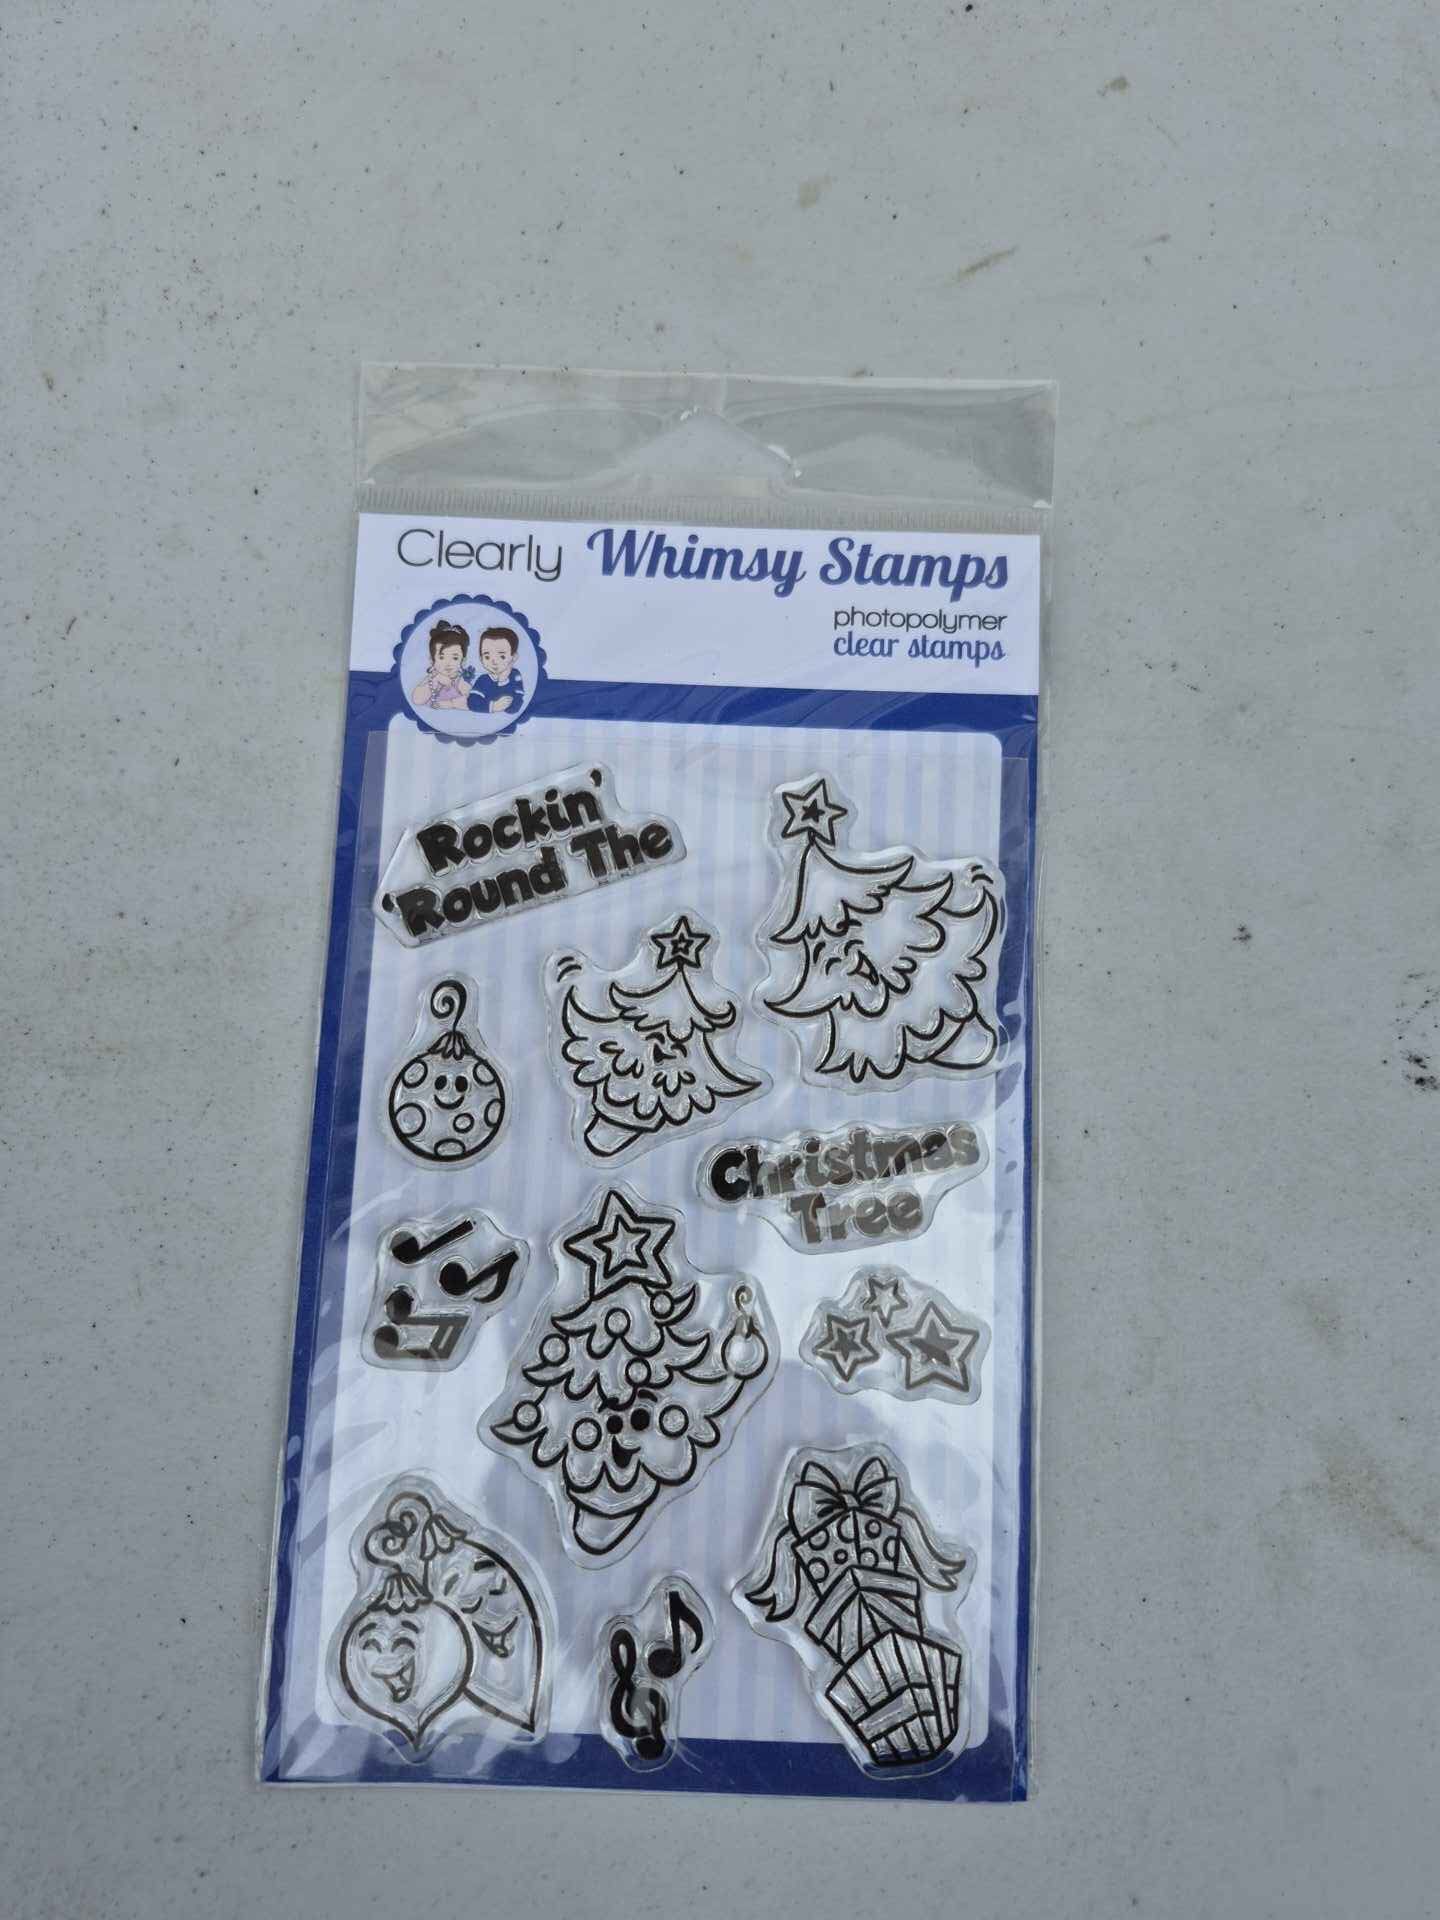 Clearly Whimsy Stamps
photopolymer
clear stamps
Rockin'
'Round The
Christmas
Tree